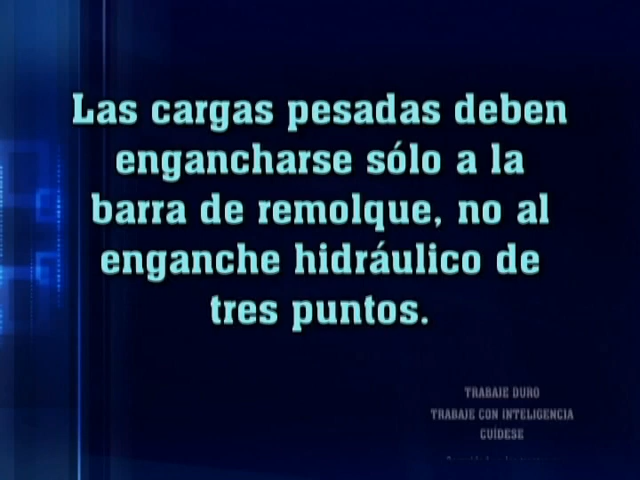 Las cargas pesadas deben
engancharse sólo a la
barra de remolque, no al
enganche hidráulico de
tres puntos.
TRABAJE DURO
TRABAJE CON INTELIGENCIA
CUÍDESE